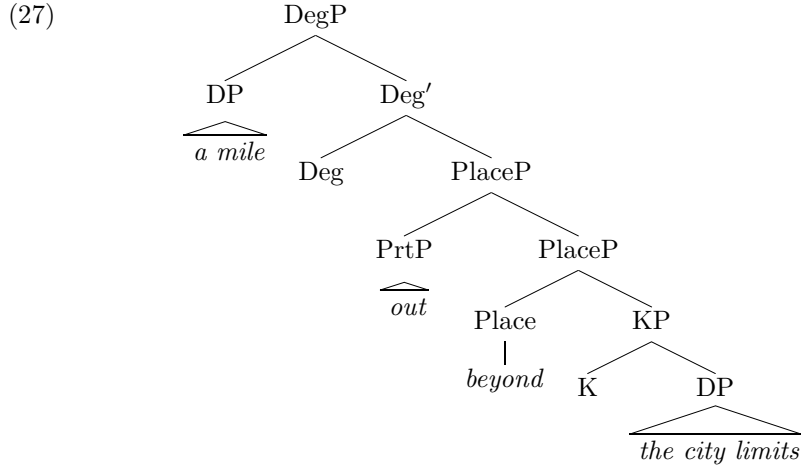 (27) DegP
DP Deg′
a mile Deg PlaceP
PrtP PlaceP
out Place KP
beyond K DP
the city limits